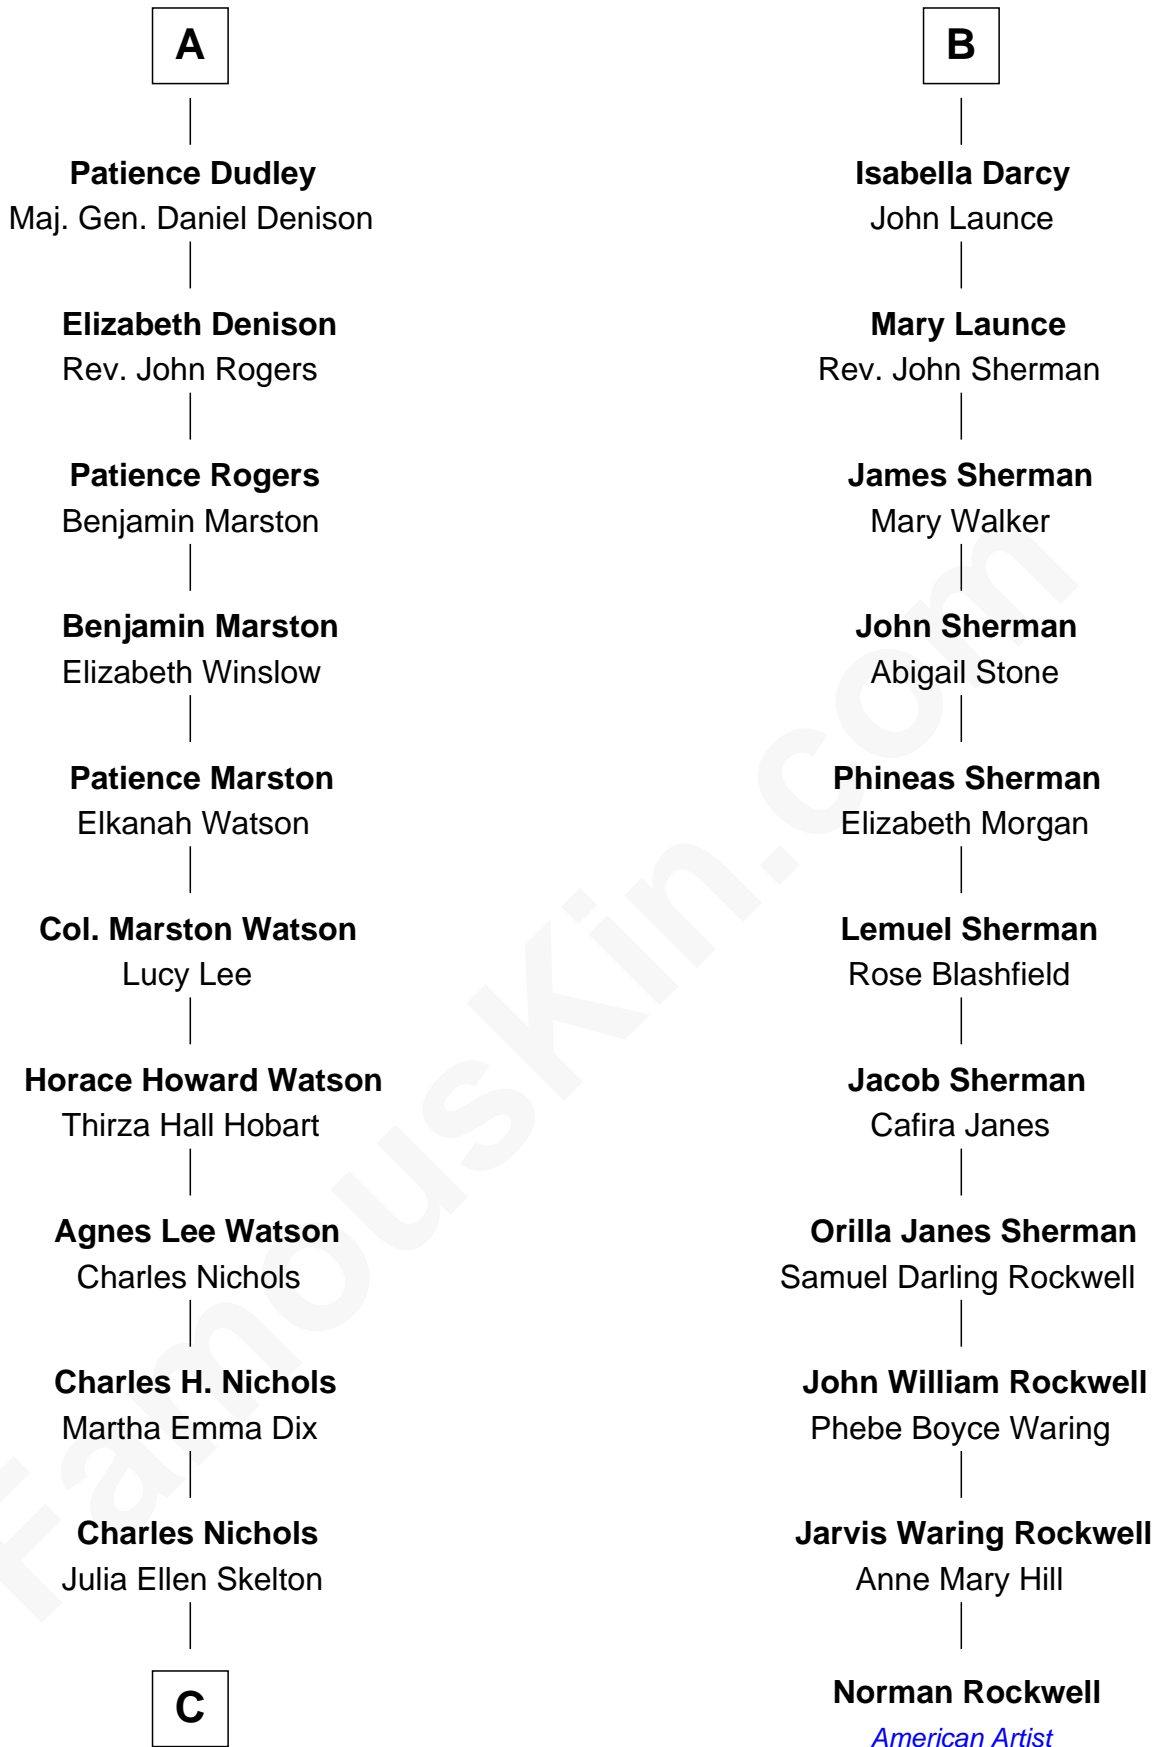 A
Patience Dudley
Maj. Gen. Daniel Denison
Elizabeth Denison
Rev. John Rogers
Patience Rogers
Benjamin Marston
Benjamin Marston
Elizabeth Winslow
Patience Marston
Elkanah Watson
Col. Marston Watson
Lucy Lee
Horace Howard Watson
Thirza Hall Hobart
Agnes Lee Watson
Charles Nichols
Charles H. Nichols
Martha Emma Dix
Charles Nichols
Julia Ellen Skelton
C
B
Isabella Darcy
John Launce
Mary Launce
Rev. John Sherman
James Sherman
Mary Walker
John Sherman
Abigail Stone
Phineas Sherman
Elizabeth Morgan
Lemuel Sherman
Rose Blashfield
Jacob Sherman
Cafira Janes
Orilla Janes Sherman
Samuel Darling Rockwell
John William Rockwell
Phebe Boyce Waring
Jarvis Waring Rockwell
Anne Mary Hill
Norman Rockwell
American Artist
FamousKin.com